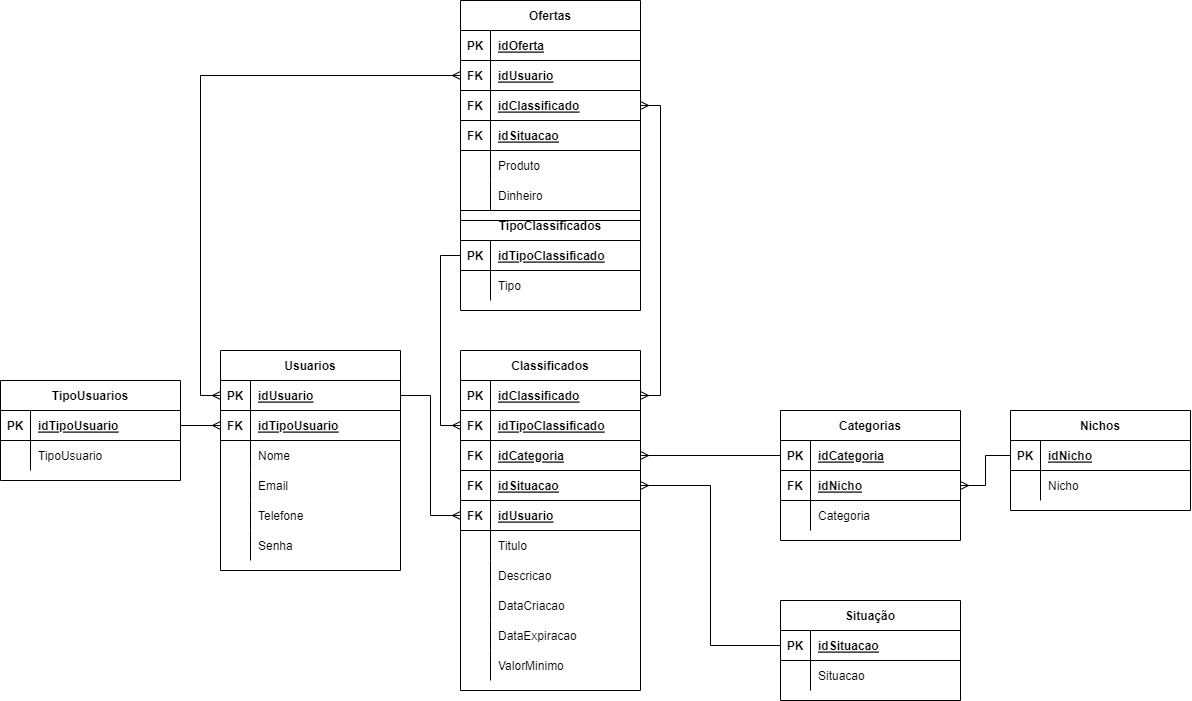 Ofertas
PK idOferta
FK idUsuario
FK idClassificado
FK idSituacao
Produto
Dinheiro
TipoClassificados
PK idTipoClassificado
Tipo
TipoUsuarios
PK idTipoUsuario
TipoUsuario
Usuarios
PK idUsuario
FK idTipoUsuario
Nome
Email
Telefone
Senha
Classificados
PK idClassificado
FK idTipoClassificado
FK idCategoria
FK idSituacao
FK idUsuario
Titulo
Descricao
DataCriacao
DataExpiracao
ValorMinimo
Categorias
PK idCategoria
FK idNicho
Categoria
Nichos
PK idNicho
Nicho
Situação
PK idSituacao
Situacao